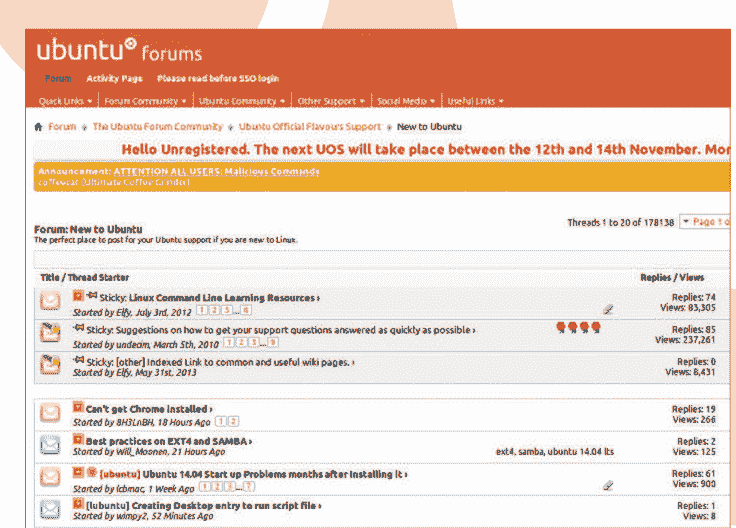 ubuntu forums
Forum Activity Page Please read before SSO login
Quick Links Forum Community Ubuntu Community Other Support Social Media Useful Links
Forum The Ubuntu Forum Community Ubuntu Official Flavours Support New to Ubuntu
Hello Unregistered. The next UOS will take place between the 12th and 14th November. Mor
Announcement: ATTENTION ALL USERS: Malicious Commands
(Ultimate Coffee Grinder)
Threads 1 to 20 of 178138 Page 1 o
Forum: New to Ubuntu
The perfect place to post for your Ubuntu support if you are new to Linux.
Title / Thread Starter Replies / Views
Sticky: Linux Command Line Learning Resources Replies: 74
Started by Elfy, July 3rd, 2012 1 2 3 ... 8 Views: 83,305
Sticky: Suggestions on how to get your support questions answered as quickly as possible Replies: 85
Started by undecim, March 5th, 2010 1 2 3 ... 9 Views: 237,261
Sticky: [other] Indexed Link to common and useful wiki pages. Replies: 0
Started by Elfy, May 31st, 2013 Views: 8,431
Can't get Chrome installed Replies: 19
Started by 8H3LnBH, 18 Hours Ago 1 2 Views: 266
Best practices on EXT4 and SAMBA Replies: 2
Started by Will_Moonen, 21 Hours Ago ext4, samba, ubuntu 14.04 lts Views: 125
[ubuntu] Ubuntu 14.04 Start up Problems months after Installing it Replies: 61
Started by lcbmac, 1 Week Ago 1 2 3 ... 7 Views: 900
[lubuntu] Creating Desktop entry to run script file Replies: 1
Started by wimpy2, 52 Minutes Ago Views: 8